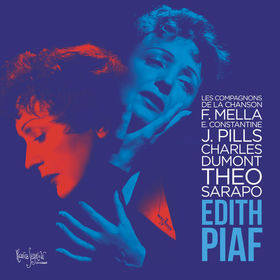 LES COMPAGNONS
DE LA CHANSON
F. MELLA
E. CONSTANTINE
J. PILLS
CHARLES
DUMONT
THEO
SARAPO
EDITH
PIAF